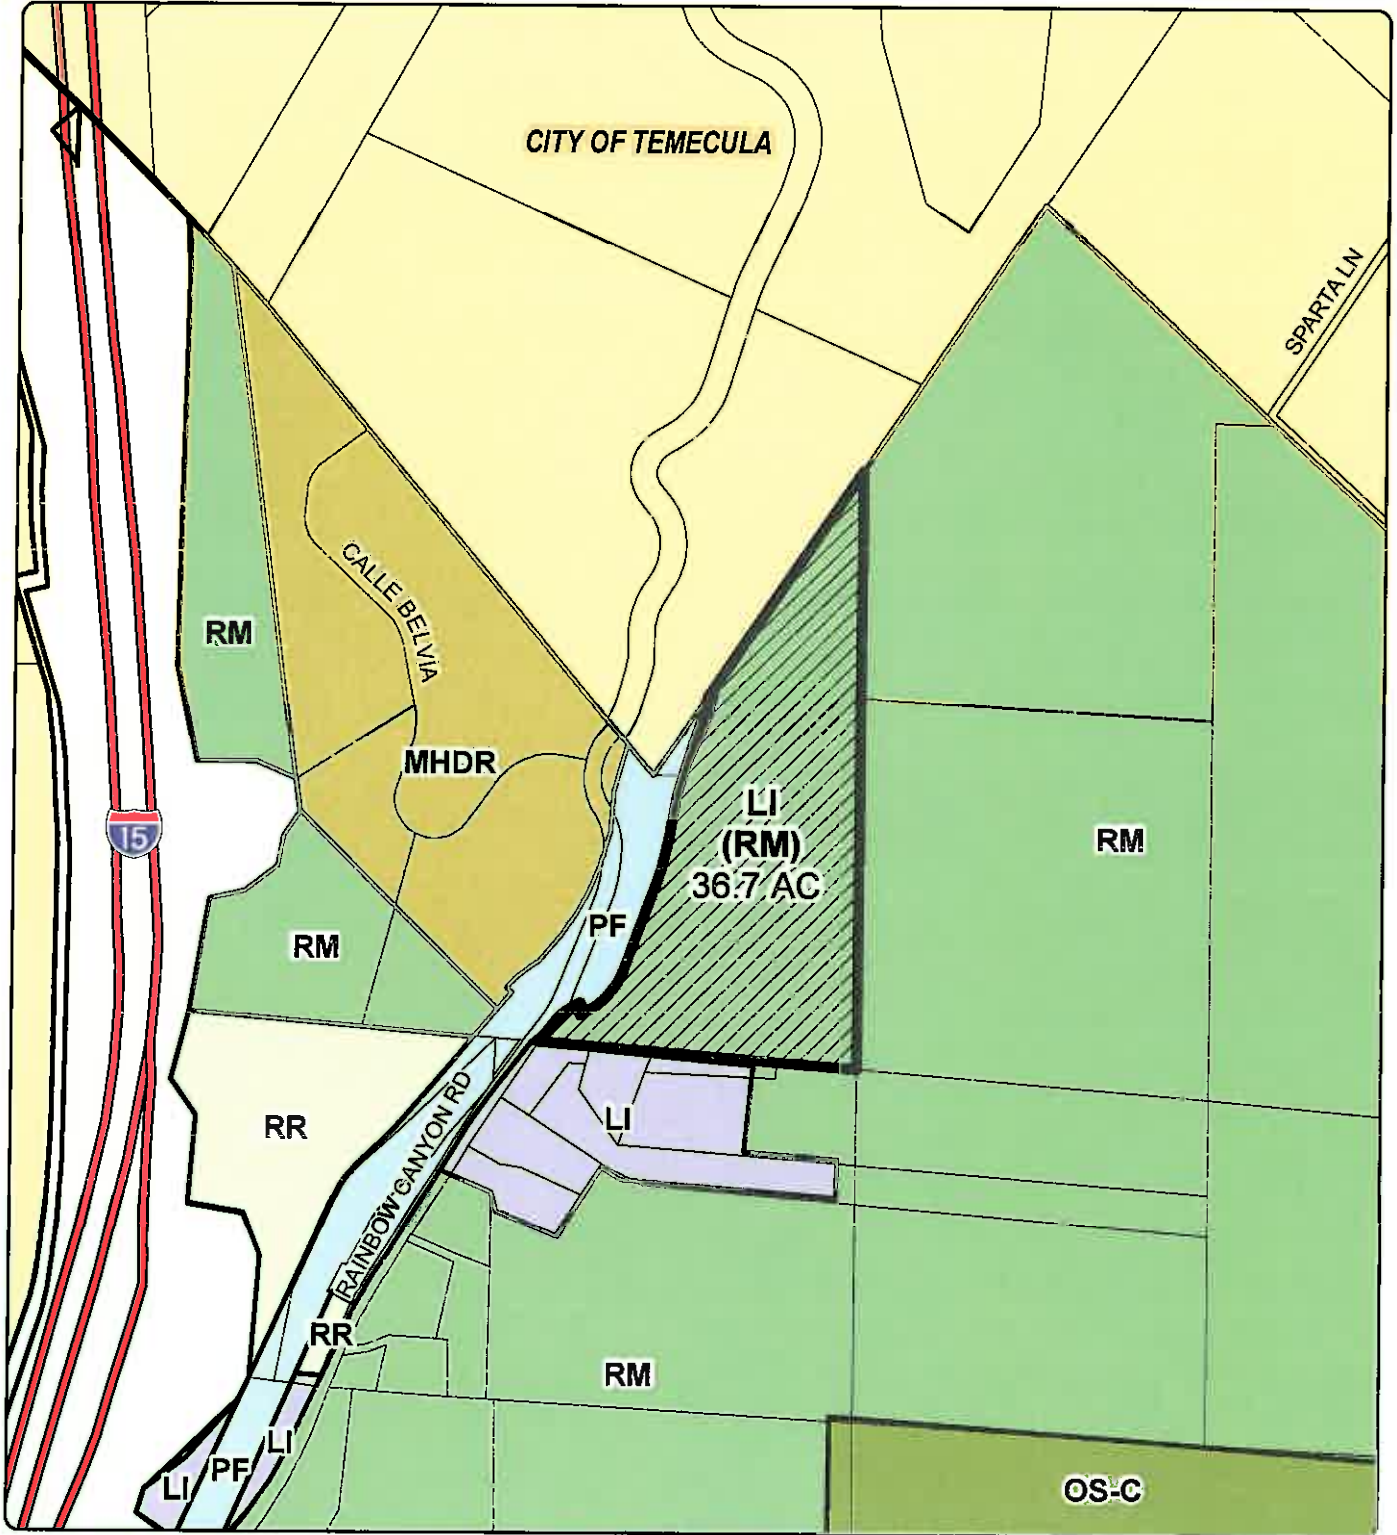 CITY OF TEMECULA
SPARTA LN
CALLE BELVIA
RM
MHDR
LI
(RM)
36.7 AC
15
RM
PF
RM
RR
LI
RAINBOW CANYON RD
RR
RM
LI
PF
LI
OS-C